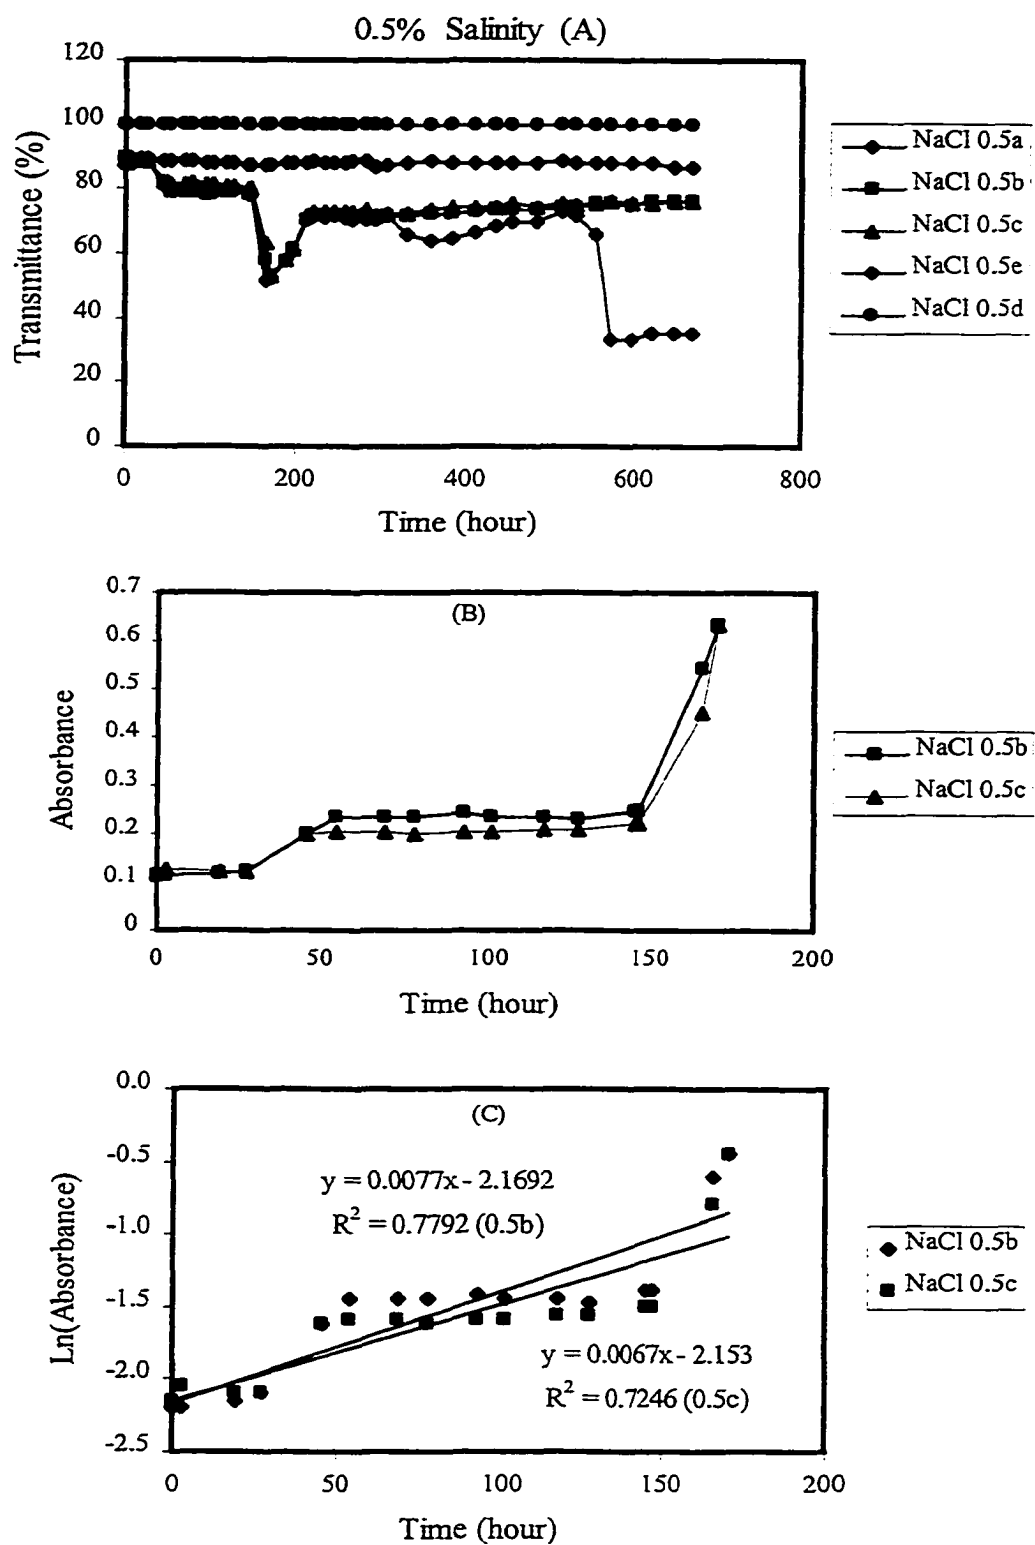 0.5% Salinity (A)
120
100
80
60
40
20
0
Transmittance (%)
0 200 400 600 800
Time (hour)
NaCl 0.5a
NaCl 0.5b
NaCl 0.5c
NaCl 0.5e
NaCl 0.5d
(B)
0.7
0.6
0.5
0.4
0.3
0.2
0.1
0
Absorbance
0 50 100 150 200
Time (hour)
NaCl 0.5b
NaCl 0.5c
(C)
0.0
-0.5
-1.0
-1.5
-2.0
-2.5
Ln(Absorbance)
y = 0.0077x - 2.1692
R² = 0.7792 (0.5b)
y = 0.0067x - 2.153
R² = 0.7246 (0.5c)
0 50 100 150 200
Time (hour)
NaCl 0.5b
NaCl 0.5c